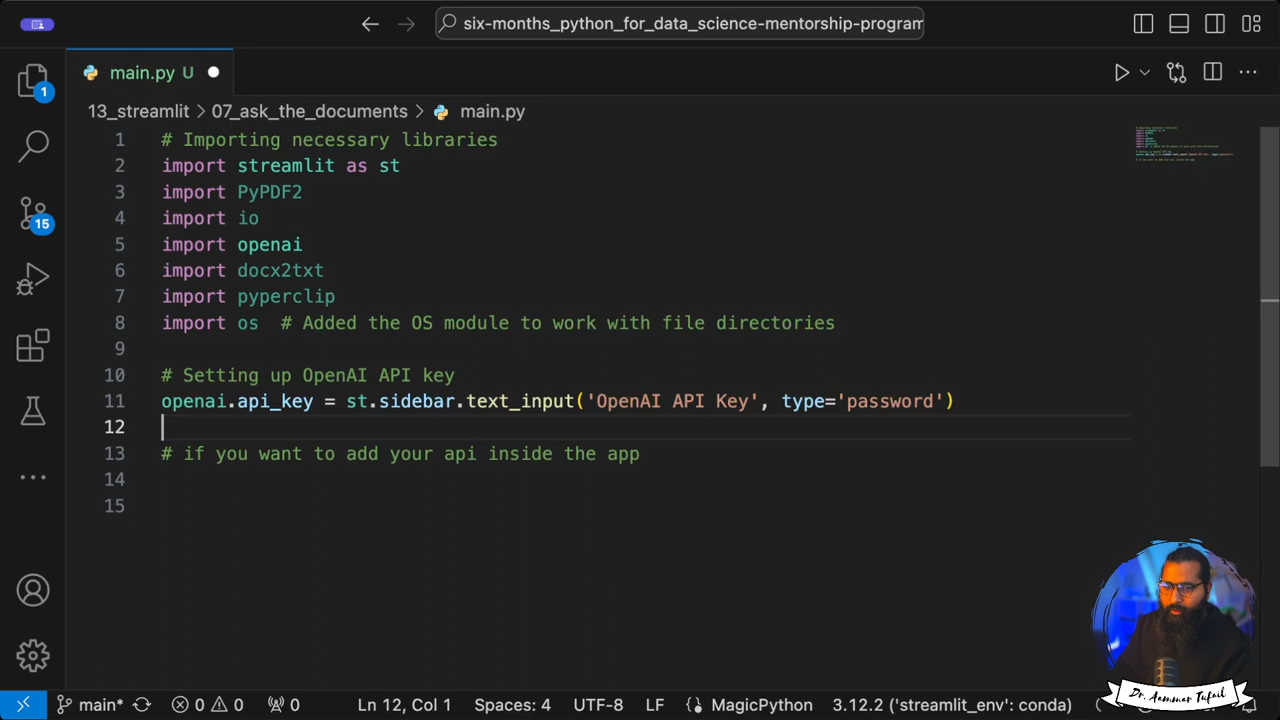 six-months_python_for_data_science-mentorship-program
main.py U
1
13_streamlit > 07_ask_the_documents > main.py
1 # Importing necessary libraries
2 import streamlit as st
3 import PyPDF2
4 import io
5 import openai
6 import docx2txt
7 import pyperclip
8 import os  # Added the OS module to work with file directories
9
10 # Setting up OpenAI API key
11 openai.api_key = st.sidebar.text_input('OpenAI API Key', type='password')
12
13 # if you want to add your api inside the app
14
15
15
main* 0 0 0 Ln 12, Col 1 Spaces: 4 UTF-8 LF MagicPython 3.12.2 ('streamlit_env': conda)
Dr. Aammar Tufail